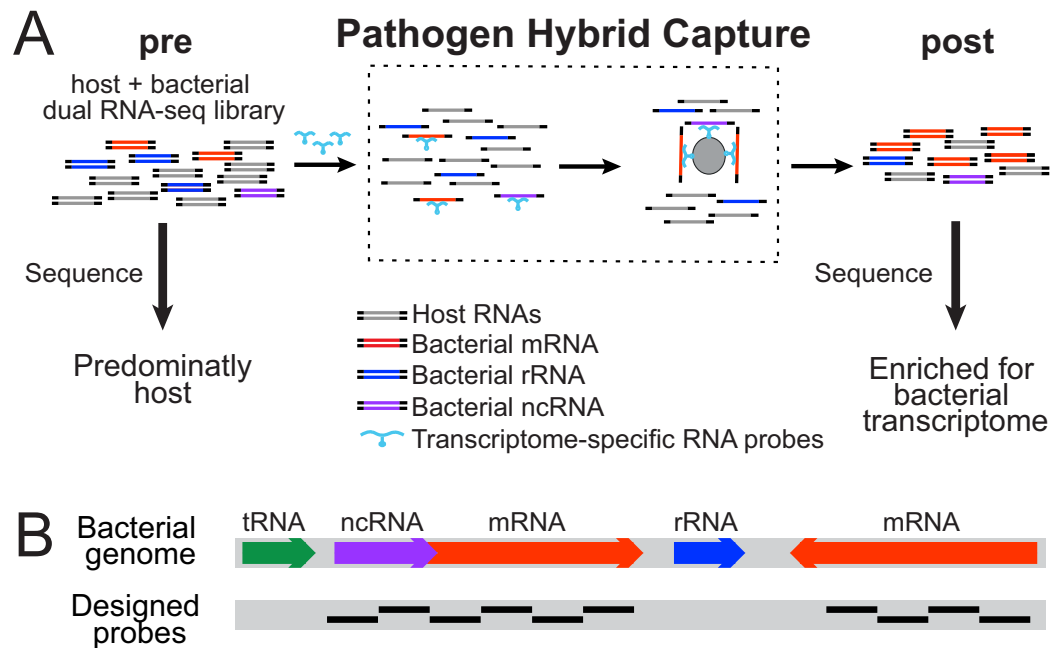 A
pre
Pathogen Hybrid Capture
post
host + bacterial
dual RNA-seq library
Sequence
Predominatly
host
Host RNAs
Bacterial mRNA
Bacterial rRNA
Bacterial ncRNA
Transcriptome-specific RNA probes
Sequence
Enriched for
bacterial
transcriptome
B
Bacterial
genome
tRNA
ncRNA
mRNA
rRNA
mRNA
Designed
probes